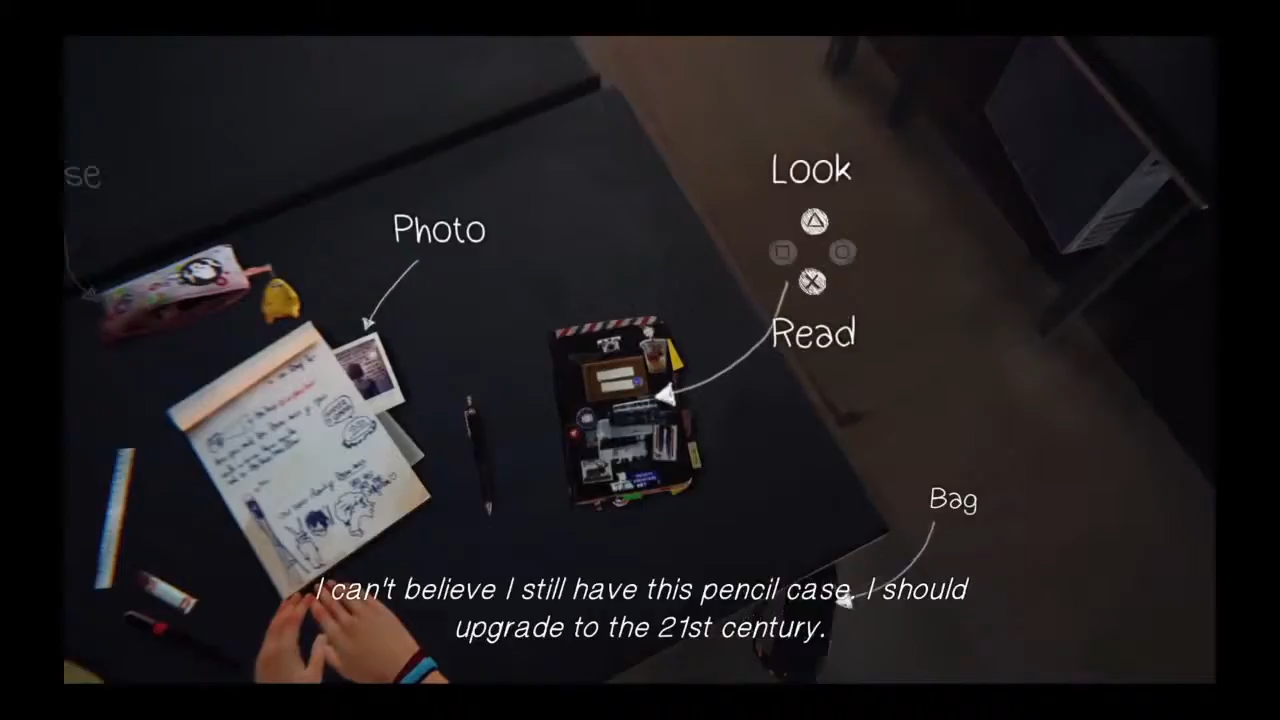 se
Look
Photo
Read
Bag
I can't believe I still have this pencil case. I should
upgrade to the 21st century.